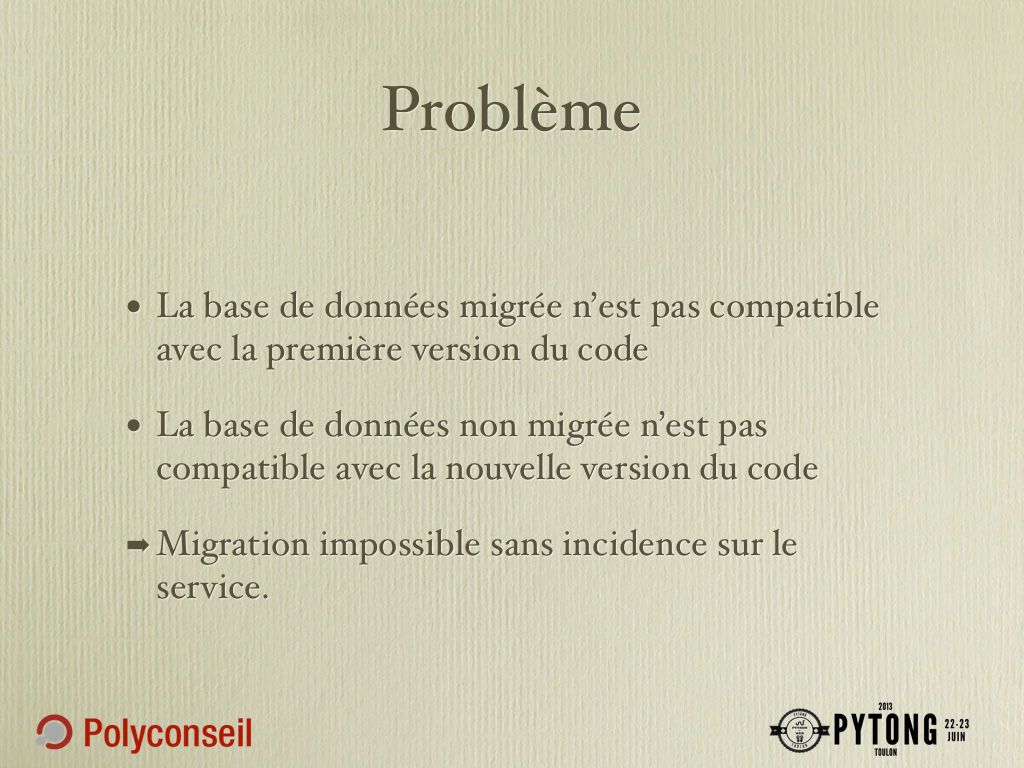 Problème
• La base de données migrée n’est pas compatible
avec la première version du code
• La base de données non migrée n’est pas
compatible avec la nouvelle version du code
➡ Migration impossible sans incidence sur le
service.
Polyconseil
2013
PYTONG
TOULON
22-23
JUIN